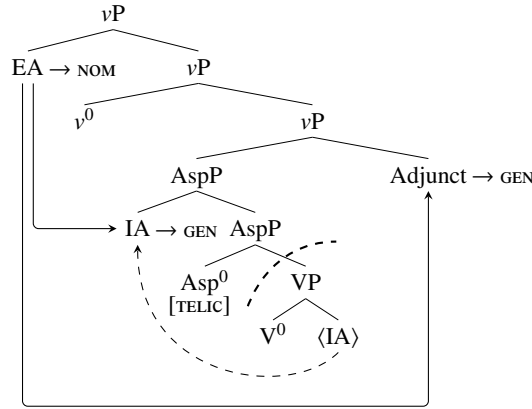 vP
EA → NOM vP
v⁰ vP
AspP Adjunct → GEN
IA → GEN AspP
Asp⁰ VP
[TELIC]
V⁰ ⟨IA⟩